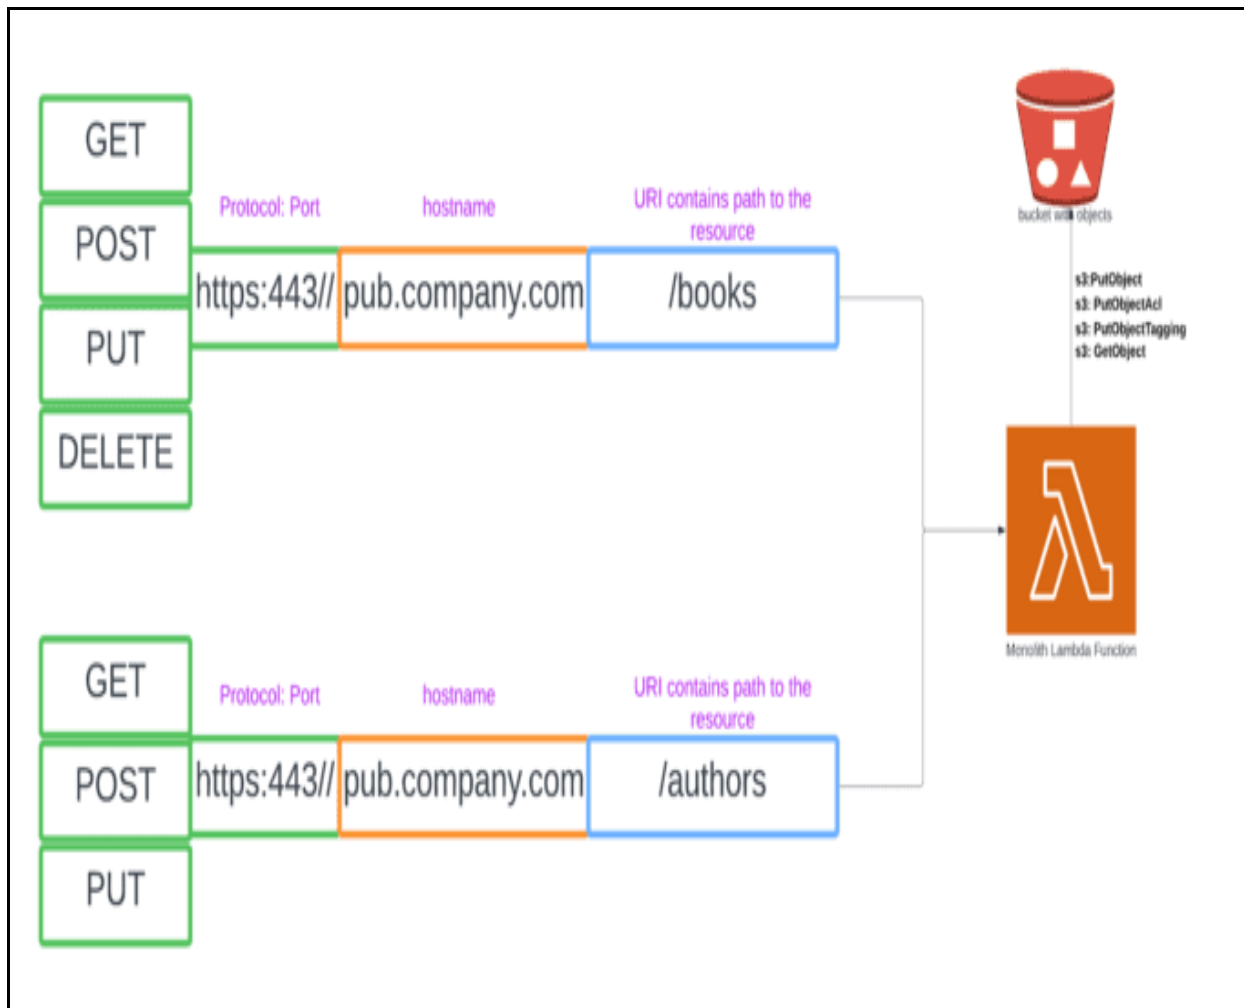 GET
POST
PUT
DELETE
Protocol: Port
hostname
URI contains path to the
resource
https:443//
pub.company.com
/books
bucket with objects
s3:PutObject
s3: PutObjectAcl
s3: PutObjectTagging
s3: GetObject
Monolith Lambda Function
GET
POST
PUT
Protocol: Port
hostname
URI contains path to the
resource
https:443//
pub.company.com
/authors